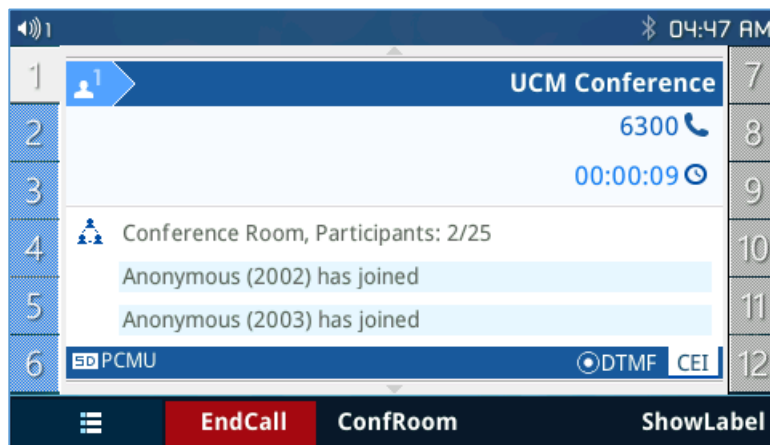 1 04:47 AM
1 1 UCM Conference 7
2 6300 8
3 00:00:09 9
4 Conference Room, Participants: 2/25 10
Anonymous (2002) has joined
5 Anonymous (2003) has joined 11
6 SD PCMU DTMF CEI 12
EndCall ConfRoom ShowLabel